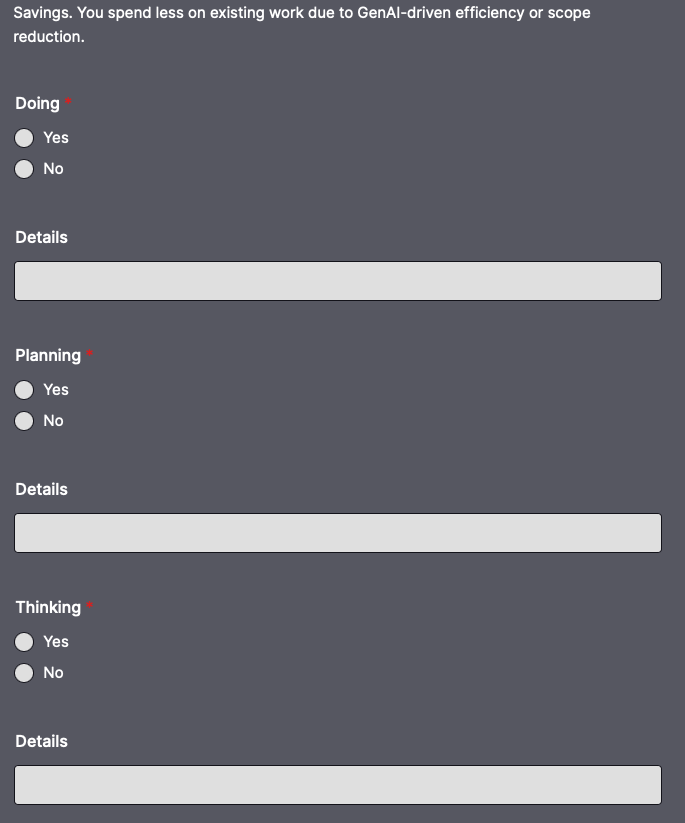 Savings. You spend less on existing work due to GenAI-driven efficiency or scope
reduction.
Doing *
Yes
No
Details
Planning *
Yes
No
Details
Thinking *
Yes
No
Details